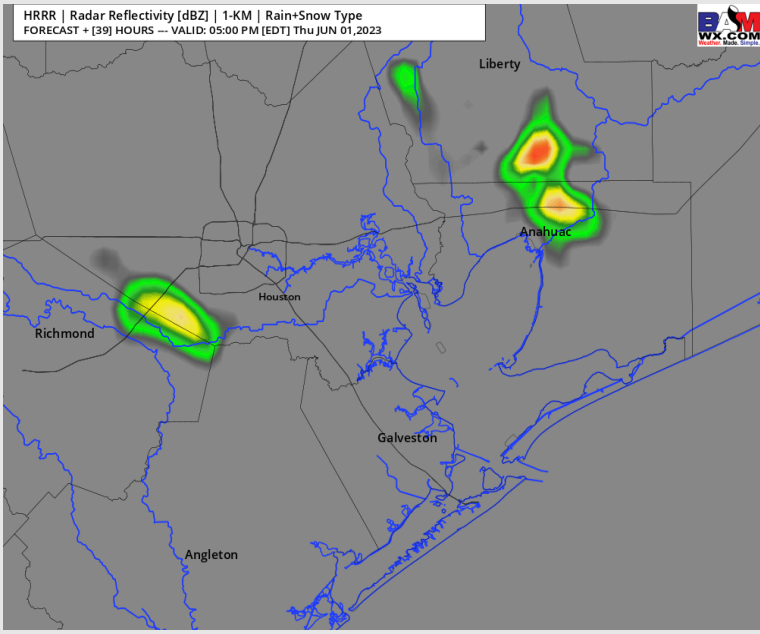 HRRR | Radar Reflectivity [dBZ] | 1-KM | Rain+Snow Type
FORECAST + [39] HOURS --- VALID: 05:00 PM [EDT] Thu JUN 01,2023
BAM
WX.COM
Weather. Made. Simple.
Liberty
Anahuac
Houston
Richmond
Galveston
Angleton